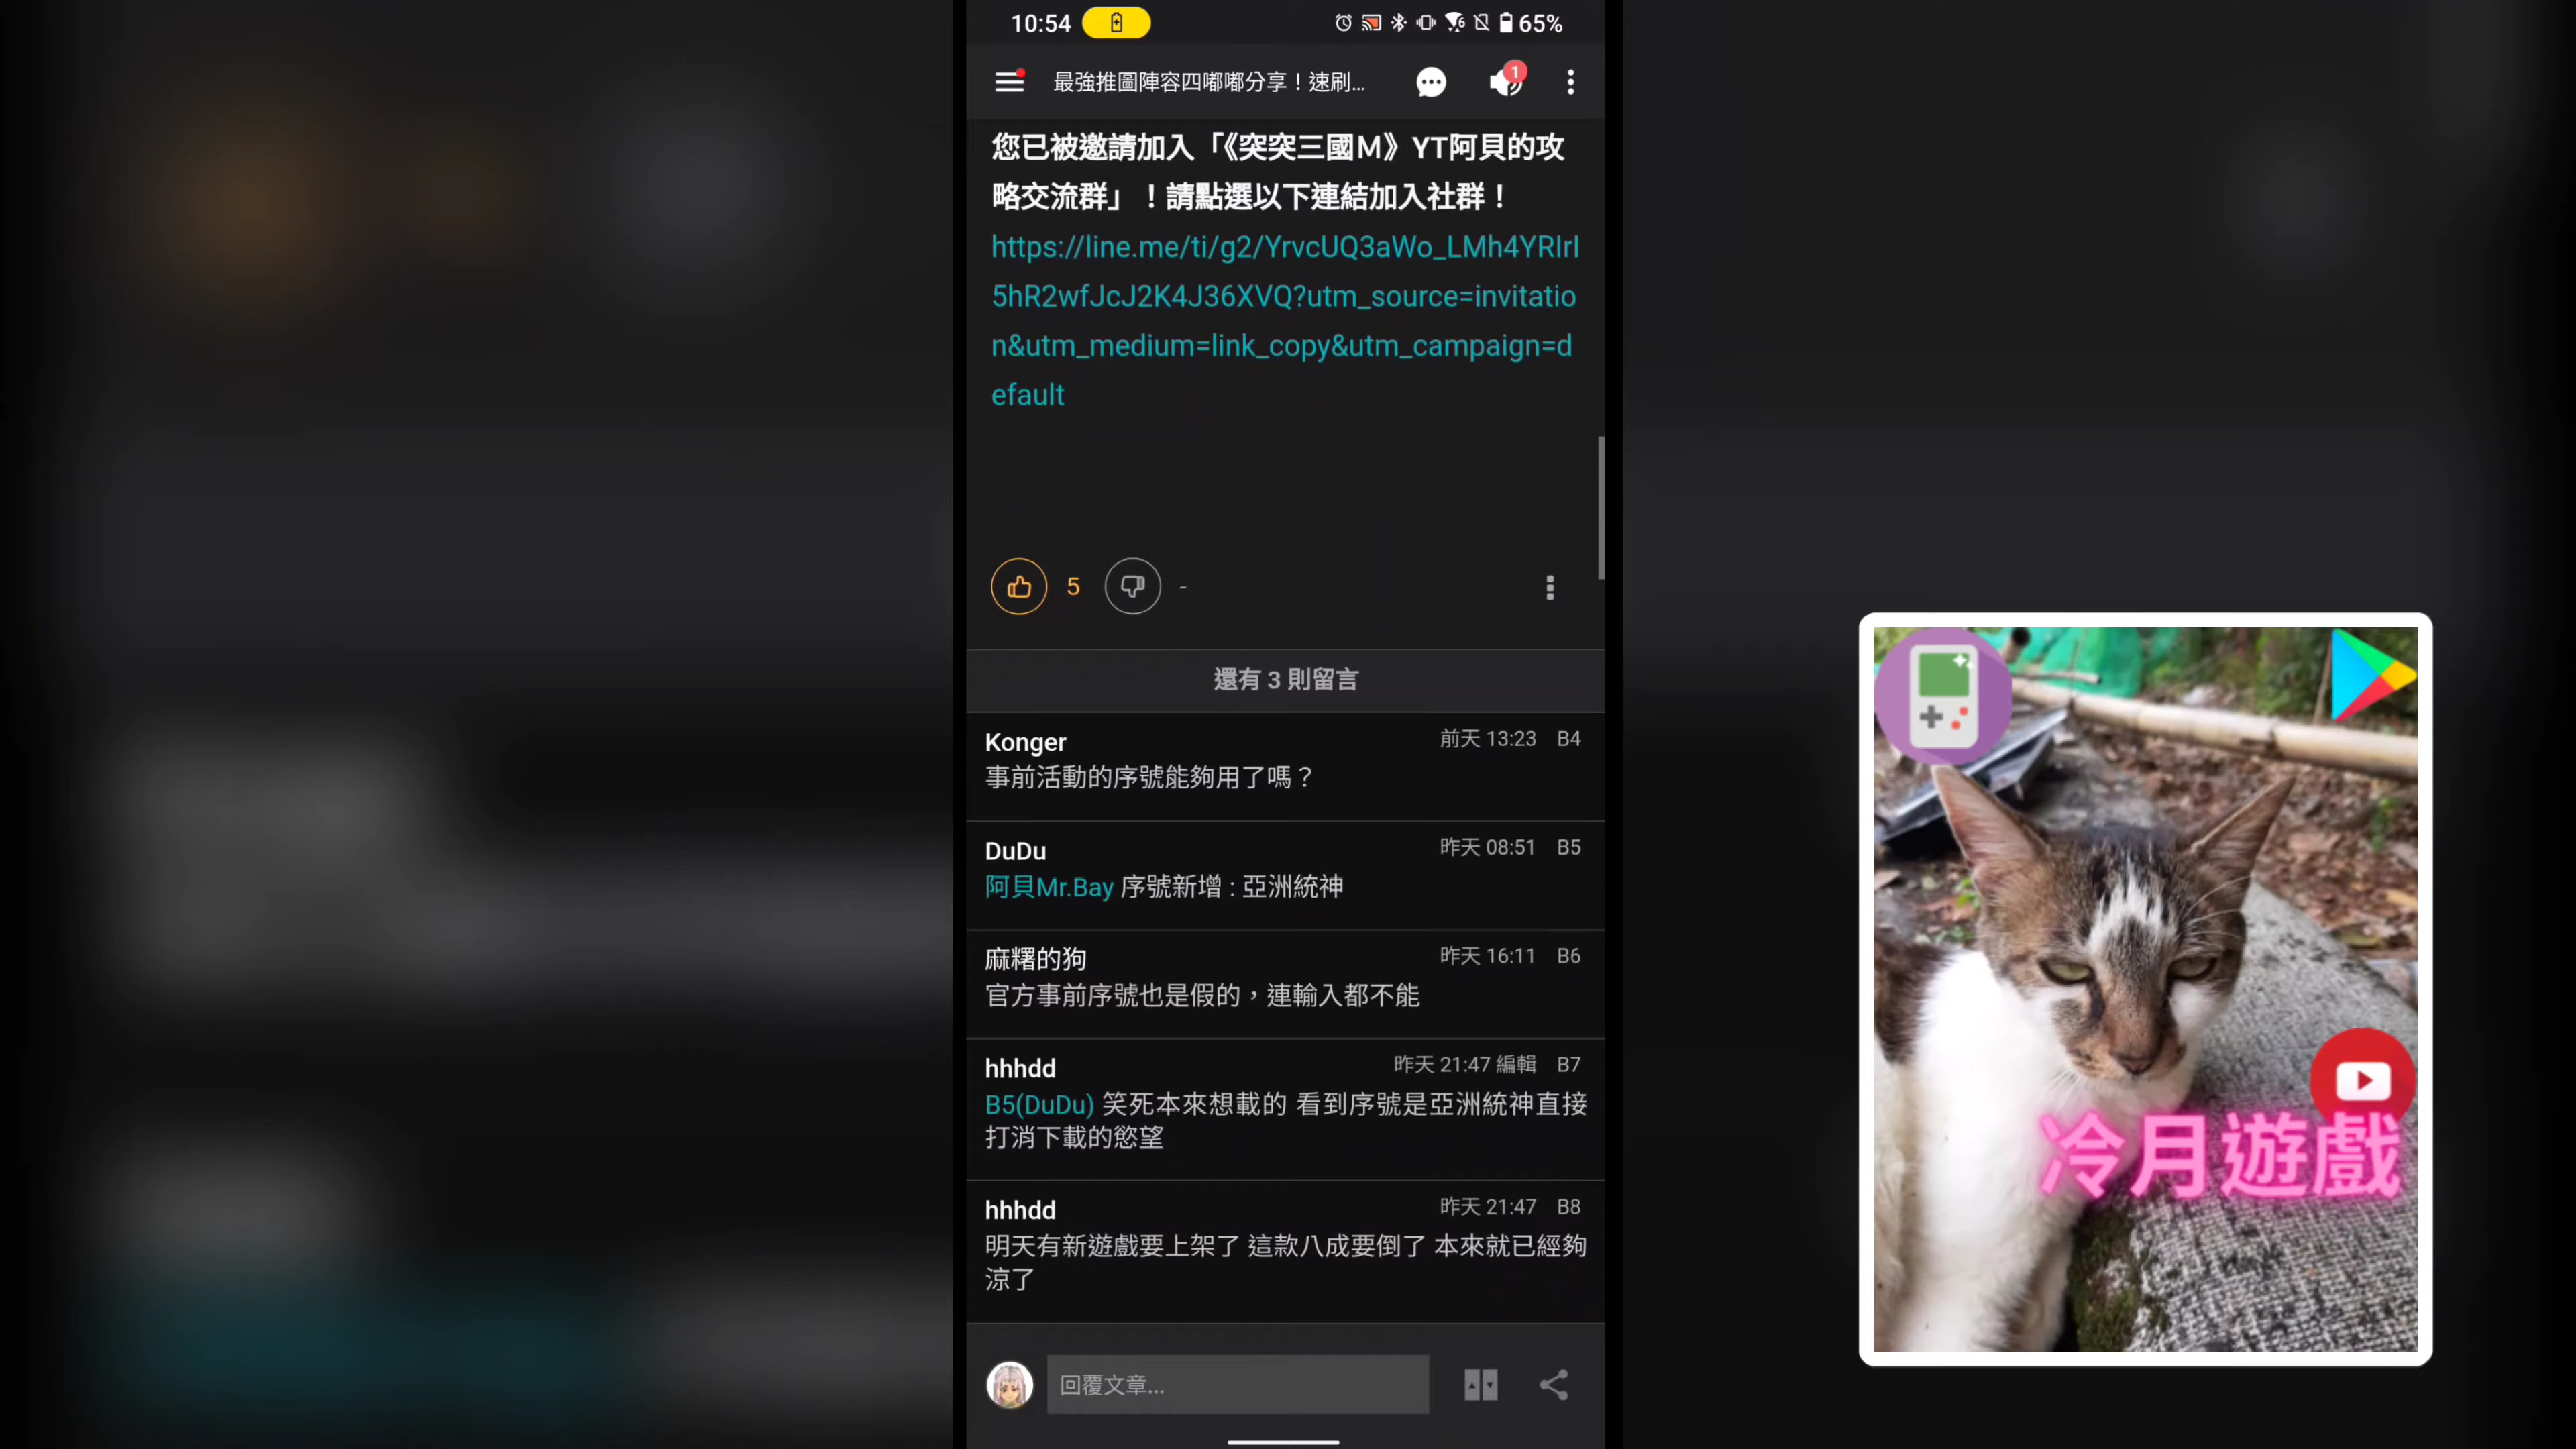 10:54
65%
最強推圖陣容四嘟嘟分享！速刷...
1
您已被邀請加入「《突突三國M》YT阿貝的攻
略交流群」！請點選以下連結加入社群！
https://line.me/ti/g2/YrvcUQ3aWo_LMh4YRIrI
5hR2wfJcJ2K4J36XVQ?utm_source=invitatio
n&utm_medium=link_copy&utm_campaign=d
efault
5
-
還有 3 則留言
Konger 前天 13:23 B4
事前活動的序號能夠用了嗎？
DuDu 昨天 08:51 B5
阿貝Mr.Bay 序號新增 : 亞洲統神
麻糬的狗 昨天 16:11 B6
官方事前序號也是假的，連輸入都不能
hhhdd 昨天 21:47 編輯 B7
B5(DuDu) 笑死本來想載的 看到序號是亞洲統神直接
打消下載的慾望
hhhdd 昨天 21:47 B8
明天有新遊戲要上架了 這款八成要倒了 本來就已經夠
涼了
回覆文章...
冷月遊戲